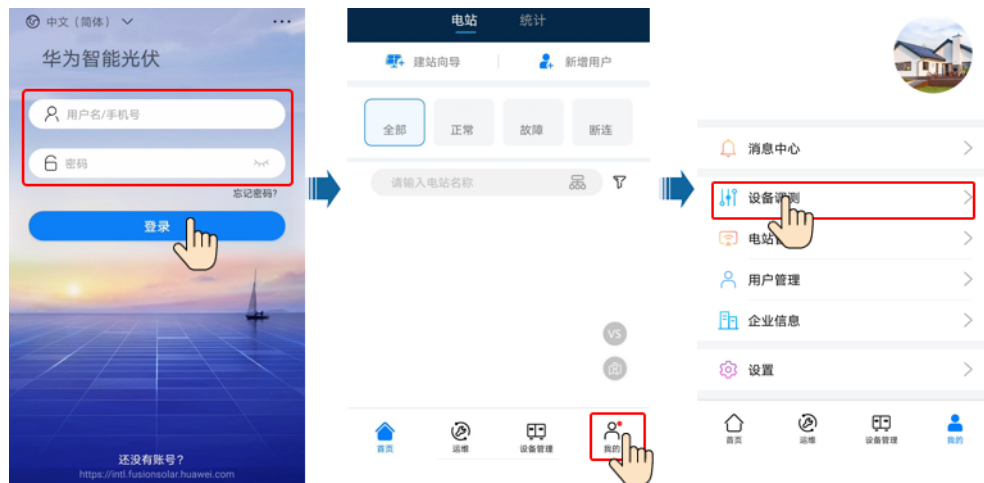 中文（简体）
华为智能光伏
用户名/手机号
密码
忘记密码?
登录
还没有账号?
https://intl.fusionsolar.huawei.com
电站 统计
建站向导 新增用户
全部 正常 故障 断连
请输入电站名称
VS
首页 运维 设备管理 我的
消息中心
设备调测
电站
用户管理
企业信息
设置
首页 运维 设备管理 我的